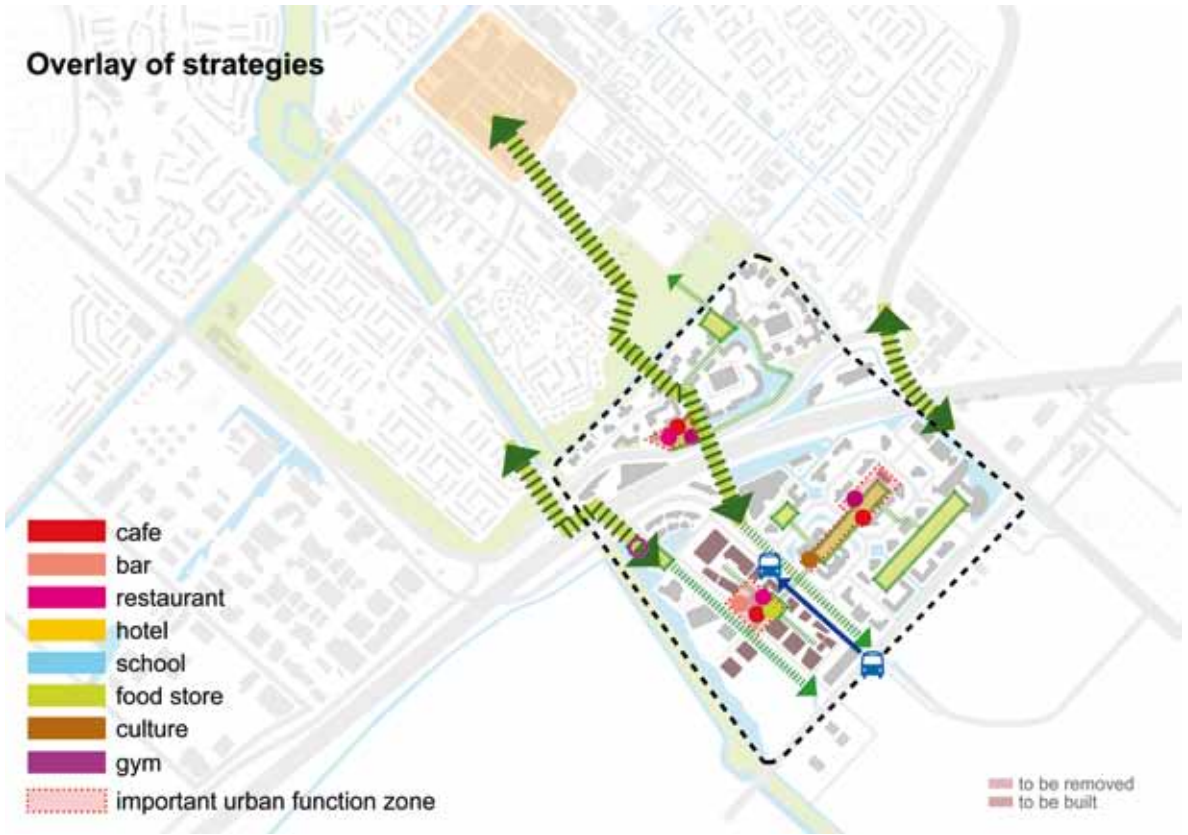 Overlay of strategies
cafe
bar
restaurant
hotel
school
food store
culture
gym
important urban function zone
to be removed
to be built